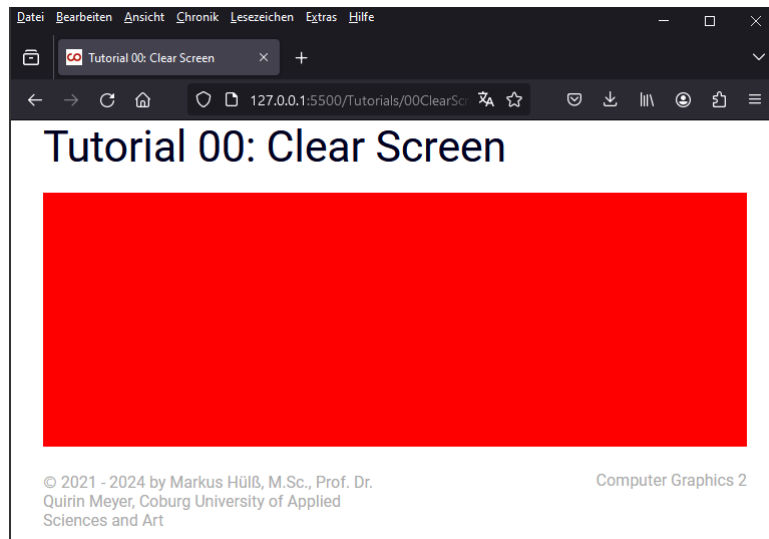 Datei Bearbeiten Ansicht Chronik Lesezeichen Extras Hilfe
Tutorial 00: Clear Screen
127.0.0.1:5500/Tutorials/00ClearScr
Tutorial 00: Clear Screen
© 2021 - 2024 by Markus Hülß, M.Sc., Prof. Dr.
Quirin Meyer, Coburg University of Applied
Sciences and Art
Computer Graphics 2